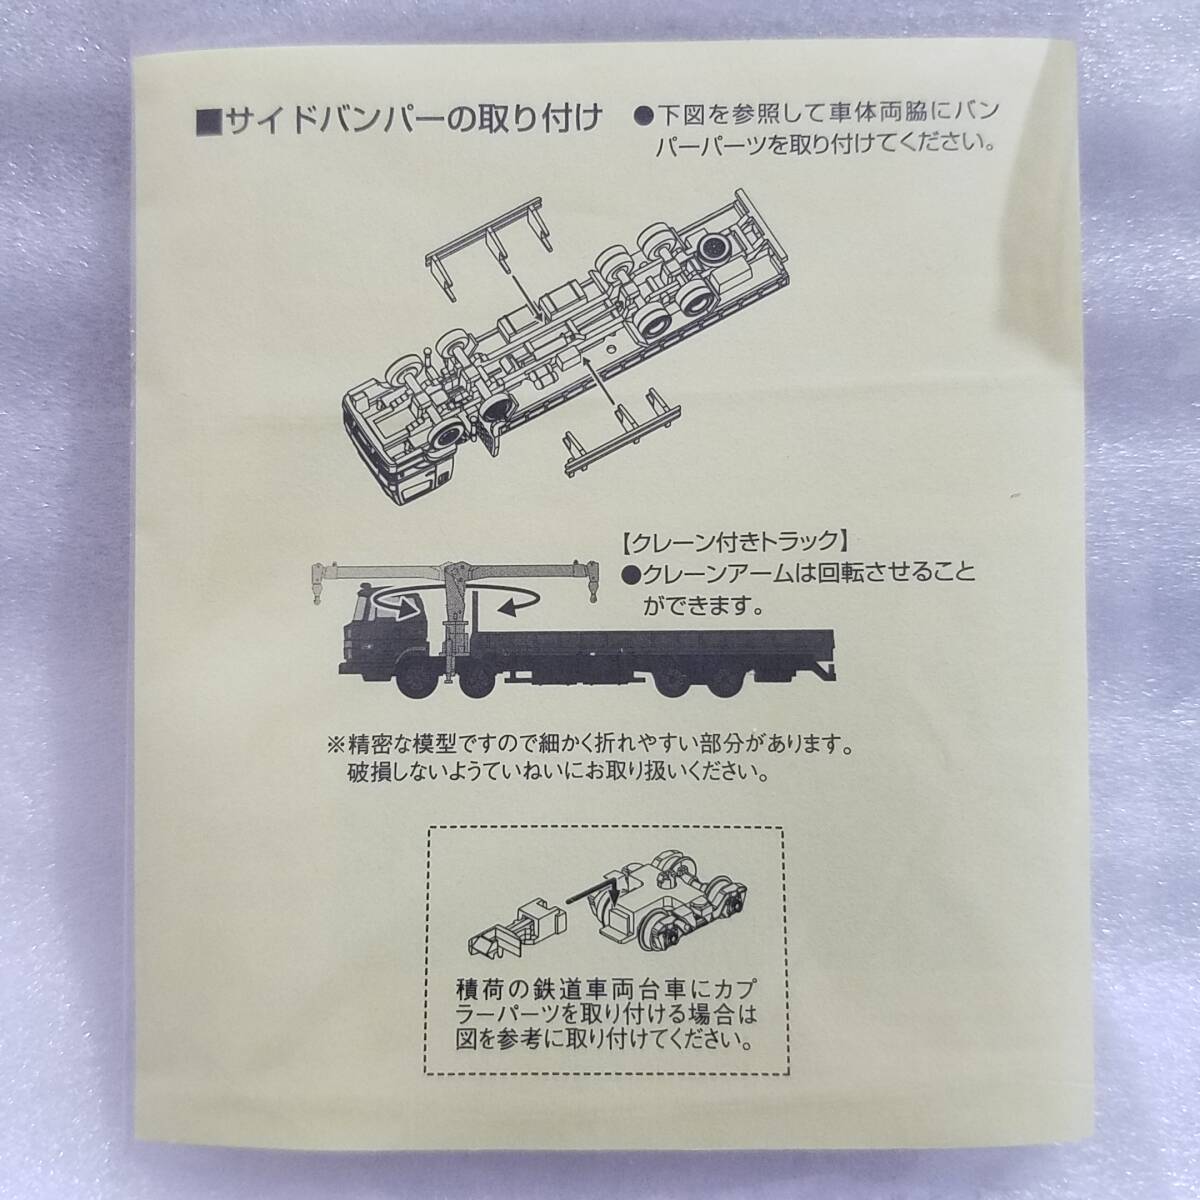 ■サイドバンパーの取り付け
●下図を参照して車体両脇にバン
パーパーツを取り付けてください。
【クレーン付きトラック】
●クレーンアームは回転させること
ができます。
※精密な模型ですので細かく折れやすい部分があります。
破損しないようていねいにお取り扱いください。
積荷の鉄道車両台車にカプ
ラーパーツを取り付ける場合は
図を参考に取り付けてください。